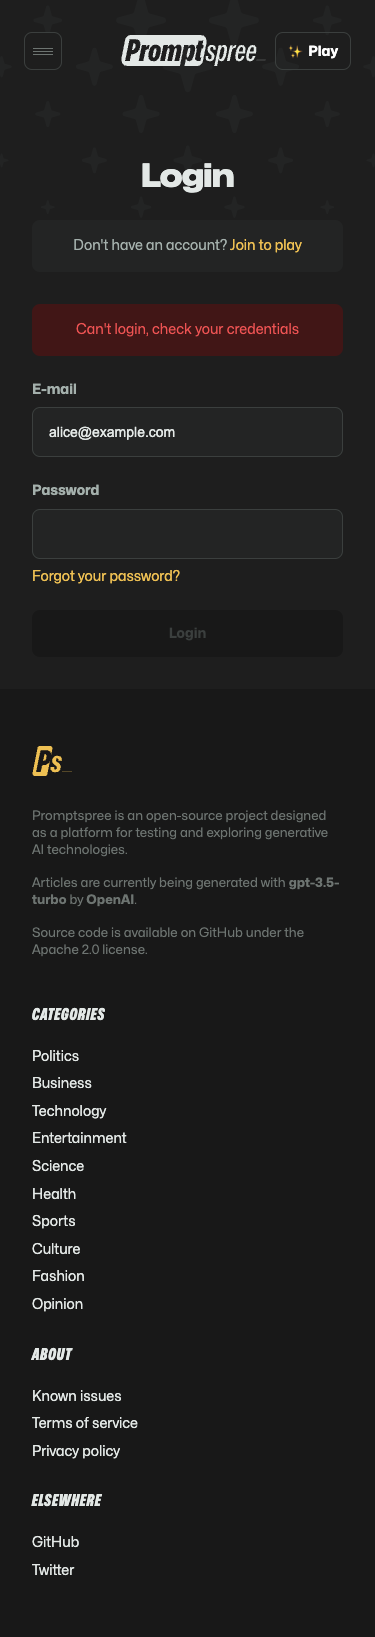 Promptspree_
✨ Play
Login
Don't have an account? Join to play
Can't login, check your credentials
E-mail
alice@example.com
Password
Forgot your password?
Login
Ps_
Promptspree is an open-source project designed
as a platform for testing and exploring generative
AI technologies.
Articles are currently being generated with gpt-3.5-
turbo by OpenAI.
Source code is available on GitHub under the
Apache 2.0 license.
CATEGORIES
Politics
Business
Technology
Entertainment
Science
Health
Sports
Culture
Fashion
Opinion
ABOUT
Known issues
Terms of service
Privacy policy
ELSEWHERE
GitHub
Twitter